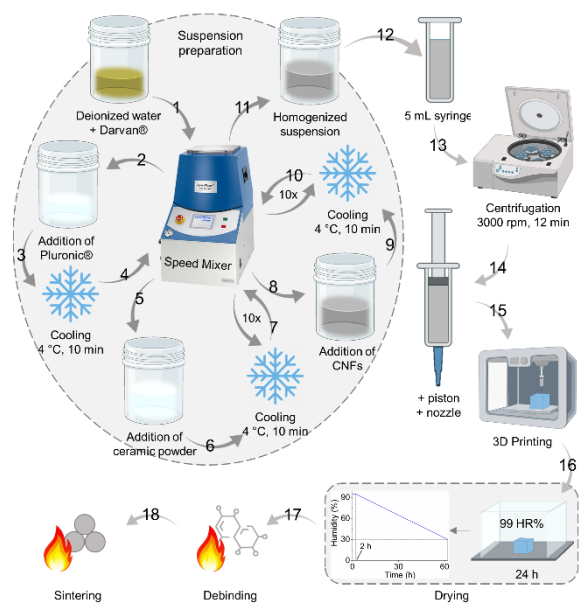 Suspension
preparation
12
1
11
Deionized water
+ Darvan®
Homogenized
suspension
5 mL syringe
13
2
10
10x
Cooling
4 °C, 10 min
Centrifugation
3000 rpm, 12 min
Addition of
Pluronic®
3
4
Speed Mixer
9
14
5
8
15
Cooling
4 °C, 10 min
10x
7
Addition of
CNFs
Cooling
4 °C, 10 min
+ piston
+ nozzle
Addition of
ceramic powder
6
3D Printing
16
18
17
Humidity (%)
90
60
30
0
2 h
0
20
40
60
Time (h)
99 HR%
24 h
Sintering
Debinding
Drying